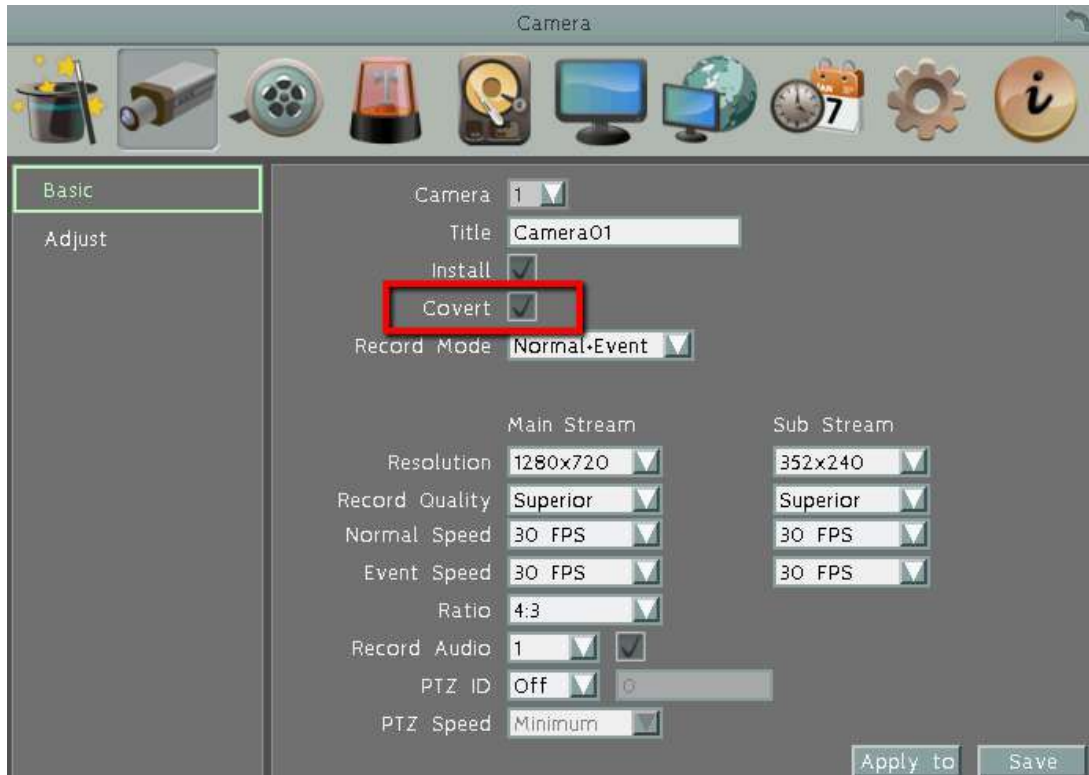 Camera
7
i
Basic
Adjust
Camera 1
Title Camera01
Install
Covert
Record Mode Normal+Event
Main Stream Sub Stream
Resolution 1280x720 352x240
Record Quality Superior Superior
Normal Speed 30 FPS 30 FPS
Event Speed 30 FPS 30 FPS
Ratio 4:3
Record Audio 1
PTZ ID Off 0
PTZ Speed Minimum
Apply to Save